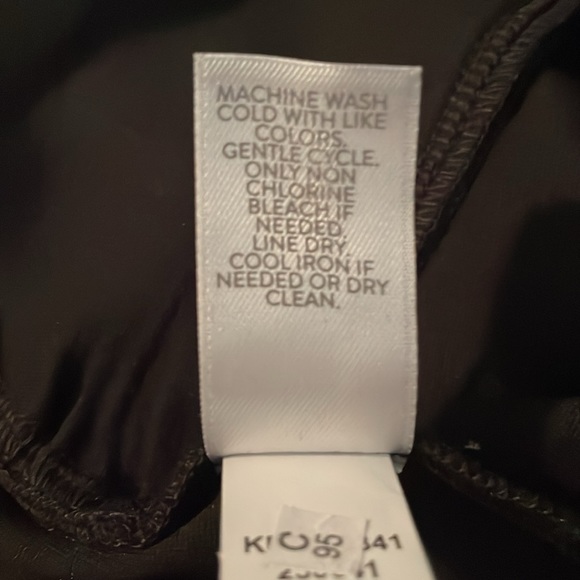 MACHINE WASH
COLD WITH LIKE
COLORS.
GENTLE CYCLE.
ONLY NON
CHLORINE
BLEACH IF
NEEDED.
LINE DRY.
COOL IRON IF
NEEDED OR DRY
CLEAN.
C
95